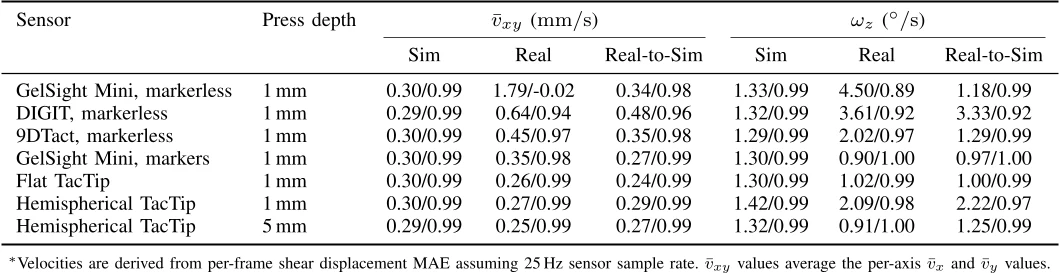 Sensor Press depth v̄xy (mm/s) ωz (°/s)
Sim Real Real-to-Sim Sim Real Real-to-Sim
GelSight Mini, markerless 1 mm 0.30/0.99 1.79/-0.02 0.34/0.98 1.33/0.99 4.50/0.89 1.18/0.99
DIGIT, markerless 1 mm 0.29/0.99 0.64/0.94 0.48/0.96 1.32/0.99 3.61/0.92 3.33/0.92
9DTact, markerless 1 mm 0.30/0.99 0.45/0.97 0.35/0.98 1.29/0.99 2.02/0.97 1.29/0.99
GelSight Mini, markers 1 mm 0.30/0.99 0.35/0.98 0.27/0.99 1.30/0.99 0.90/1.00 0.97/1.00
Flat TacTip 1 mm 0.30/0.99 0.26/0.99 0.24/0.99 1.30/0.99 1.02/0.99 1.00/0.99
Hemispherical TacTip 1 mm 0.30/0.99 0.27/0.99 0.29/0.99 1.42/0.99 2.09/0.98 2.22/0.97
Hemispherical TacTip 5 mm 0.29/0.99 0.25/0.99 0.27/0.99 1.32/0.99 0.91/1.00 1.25/0.99
*Velocities are derived from per-frame shear displacement MAE assuming 25 Hz sensor sample rate. v̄xy values average the per-axis v̄x and v̄y values.